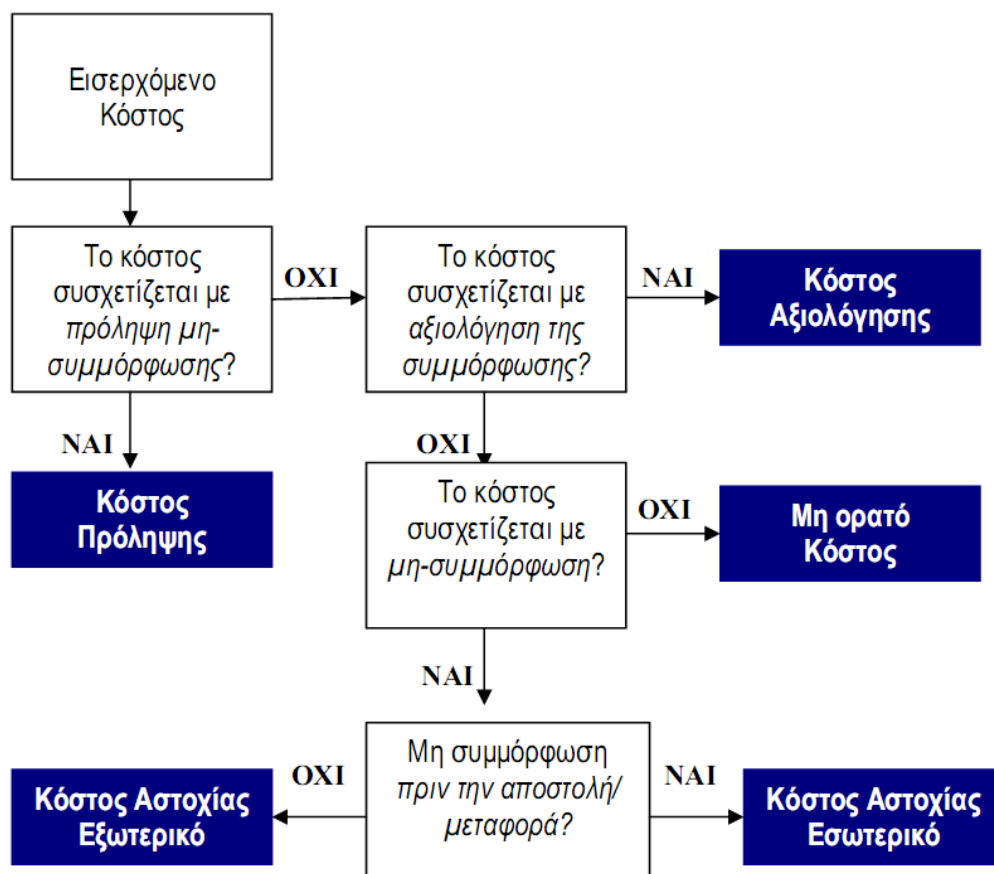 Εισερχόμενο
Κόστος
Το κόστος
συσχετίζεται με
πρόληψη μη-
συμμόρφωσης?
ΟΧΙ
Το κόστος
συσχετίζεται με
αξιολόγηση της
συμμόρφωσης?
ΝΑΙ
Κόστος
Αξιολόγησης
ΝΑΙ
Κόστος
Πρόληψης
ΟΧΙ
Το κόστος
συσχετίζεται με
μη-συμμόρφωση?
ΟΧΙ
Μη ορατό
Κόστος
ΝΑΙ
Μη συμμόρφωση
πριν την αποστολή/
μεταφορά?
ΟΧΙ
Κόστος Αστοχίας
Εξωτερικό
ΝΑΙ
Κόστος Αστοχίας
Εσωτερικό